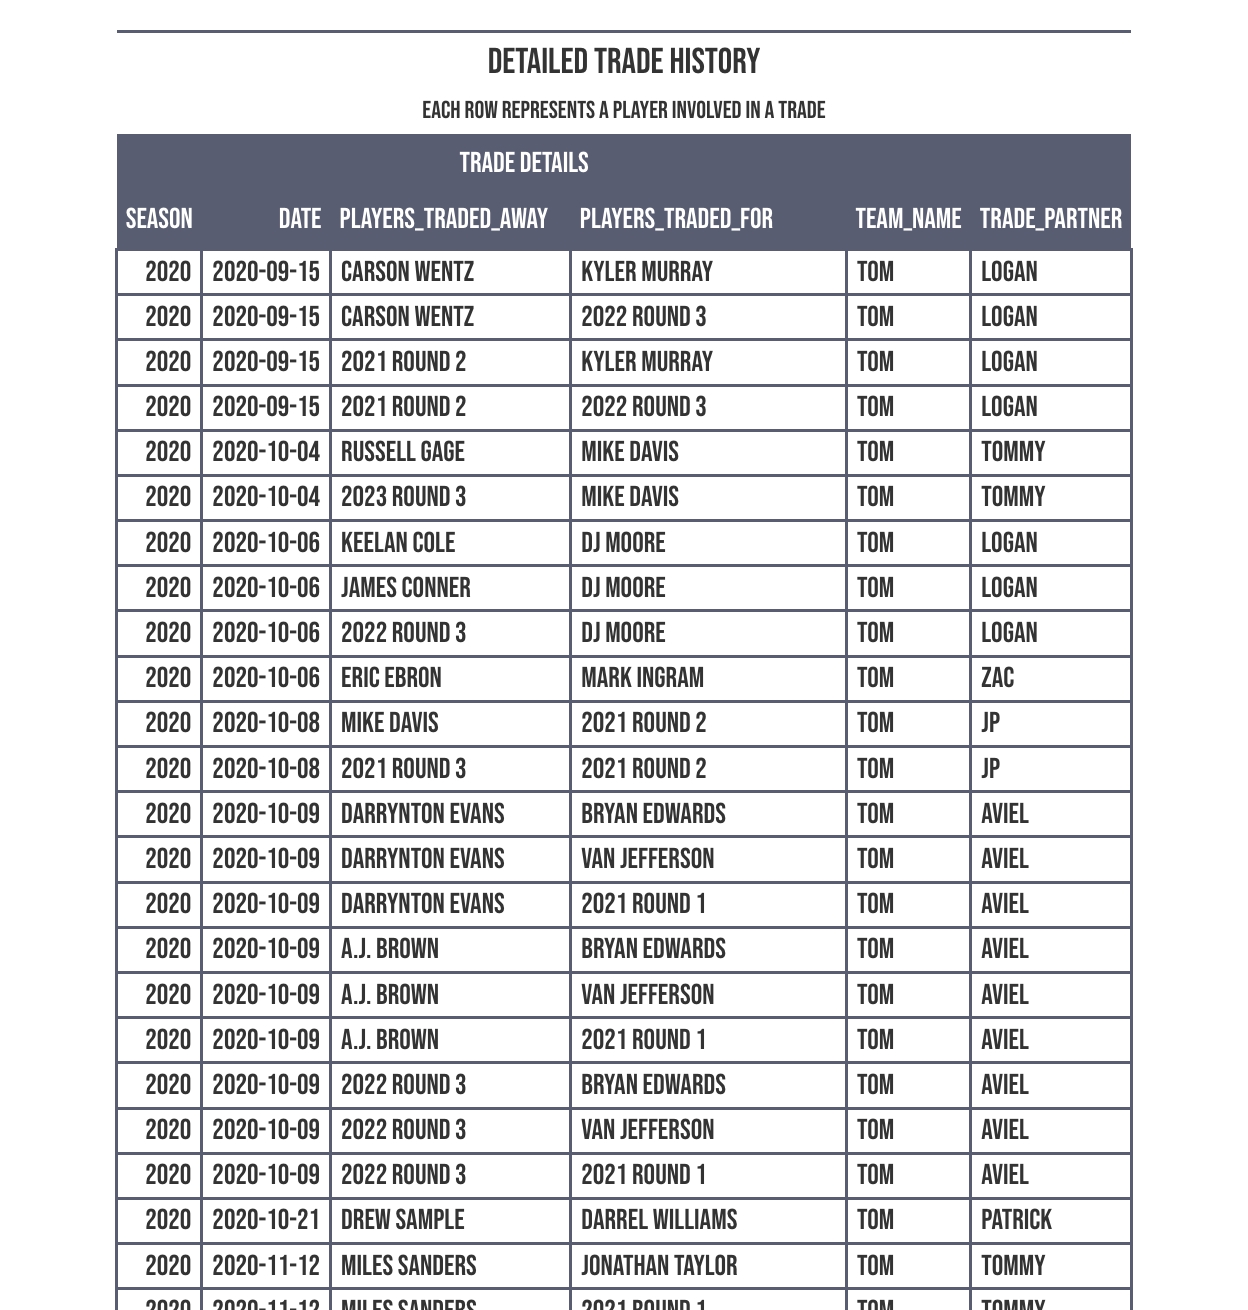 DETAILED TRADE HISTORY
EACH ROW REPRESENTS A PLAYER INVOLVED IN A TRADE
TRADE DETAILS
SEASON DATE PLAYERS_TRADED_AWAY PLAYERS_TRADED_FOR TEAM_NAME TRADE_PARTNER
2020 2020-09-15 CARSON WENTZ KYLER MURRAY TOM LOGAN
2020 2020-09-15 CARSON WENTZ 2022 ROUND 3 TOM LOGAN
2020 2020-09-15 2021 ROUND 2 KYLER MURRAY TOM LOGAN
2020 2020-09-15 2021 ROUND 2 2022 ROUND 3 TOM LOGAN
2020 2020-10-04 RUSSELL GAGE MIKE DAVIS TOM TOMMY
2020 2020-10-04 2023 ROUND 3 MIKE DAVIS TOM TOMMY
2020 2020-10-06 KEELAN COLE DJ MOORE TOM LOGAN
2020 2020-10-06 JAMES CONNER DJ MOORE TOM LOGAN
2020 2020-10-06 2022 ROUND 3 DJ MOORE TOM LOGAN
2020 2020-10-06 ERIC EBRON MARK INGRAM TOM ZAC
2020 2020-10-08 MIKE DAVIS 2021 ROUND 2 TOM JP
2020 2020-10-08 2021 ROUND 3 2021 ROUND 2 TOM JP
2020 2020-10-09 DARRYNTON EVANS BRYAN EDWARDS TOM AVIEL
2020 2020-10-09 DARRYNTON EVANS VAN JEFFERSON TOM AVIEL
2020 2020-10-09 DARRYNTON EVANS 2021 ROUND 1 TOM AVIEL
2020 2020-10-09 A.J. BROWN BRYAN EDWARDS TOM AVIEL
2020 2020-10-09 A.J. BROWN VAN JEFFERSON TOM AVIEL
2020 2020-10-09 A.J. BROWN 2021 ROUND 1 TOM AVIEL
2020 2020-10-09 2022 ROUND 3 BRYAN EDWARDS TOM AVIEL
2020 2020-10-09 2022 ROUND 3 VAN JEFFERSON TOM AVIEL
2020 2020-10-09 2022 ROUND 3 2021 ROUND 1 TOM AVIEL
2020 2020-10-21 DREW SAMPLE DARREL WILLIAMS TOM PATRICK
2020 2020-11-12 MILES SANDERS JONATHAN TAYLOR TOM TOMMY
2020 2020-11-12 MILES SANDERS 2021 ROUND 1 TOM TOMMY